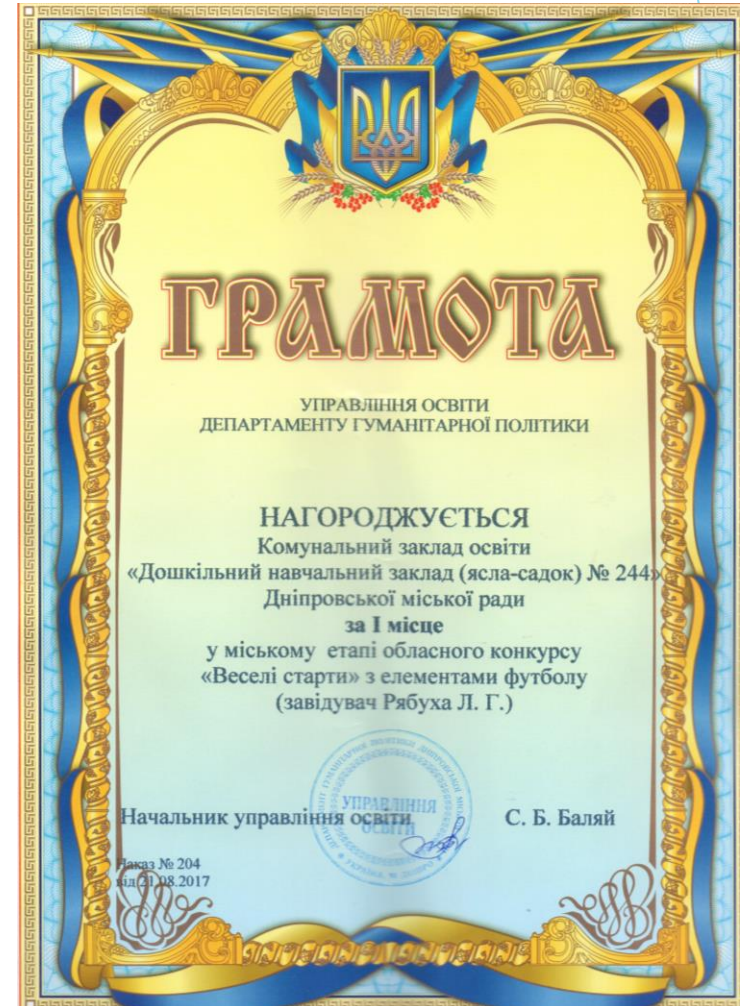 ГРАМОТА
УПРАВЛІННЯ ОСВІТИ
ДЕПАРТАМЕНТУ ГУМАНІТАРНОЇ ПОЛІТИКИ
НАГОРОДЖУЄТЬСЯ
Комунальний заклад освіти
«Дошкільний навчальний заклад (ясла-садок) № 244»
Дніпровської міської ради
за І місце
у міському етапі обласного конкурсу
«Веселі старти» з елементами футболу
(завідувач Рябуха Л. Г.)
УПРАВЛІННЯ
ОСВІТИ
Начальник управління освіти С. Б. Баляй
Наказ № 204
від 21.08.2017